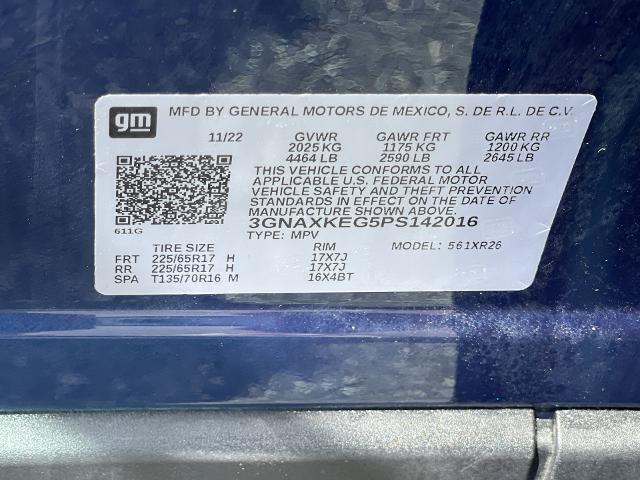 gm MFD BY GENERAL MOTORS DE MEXICO, S. DE R.L. DE C.V.
11/22 GVWR GAWR FRT GAWR RR
2025 KG 1175 KG 1200 KG
4464 LB 2590 LB 2645 LB
THIS VEHICLE CONFORMS TO ALL
APPLICABLE U.S. FEDERAL MOTOR
VEHICLE SAFETY AND THEFT PREVENTION
STANDARDS IN EFFECT ON THE DATE
OF MANUFACTURE SHOWN ABOVE.
3GNAXKEG5PS142016
611G
TYPE: MPV MODEL: 561XR26
TIRE SIZE RIM
FRT 225/65R17 H 17X7J
RR 225/65R17 H 17X7J
SPA T135/70R16 M 16X4BT